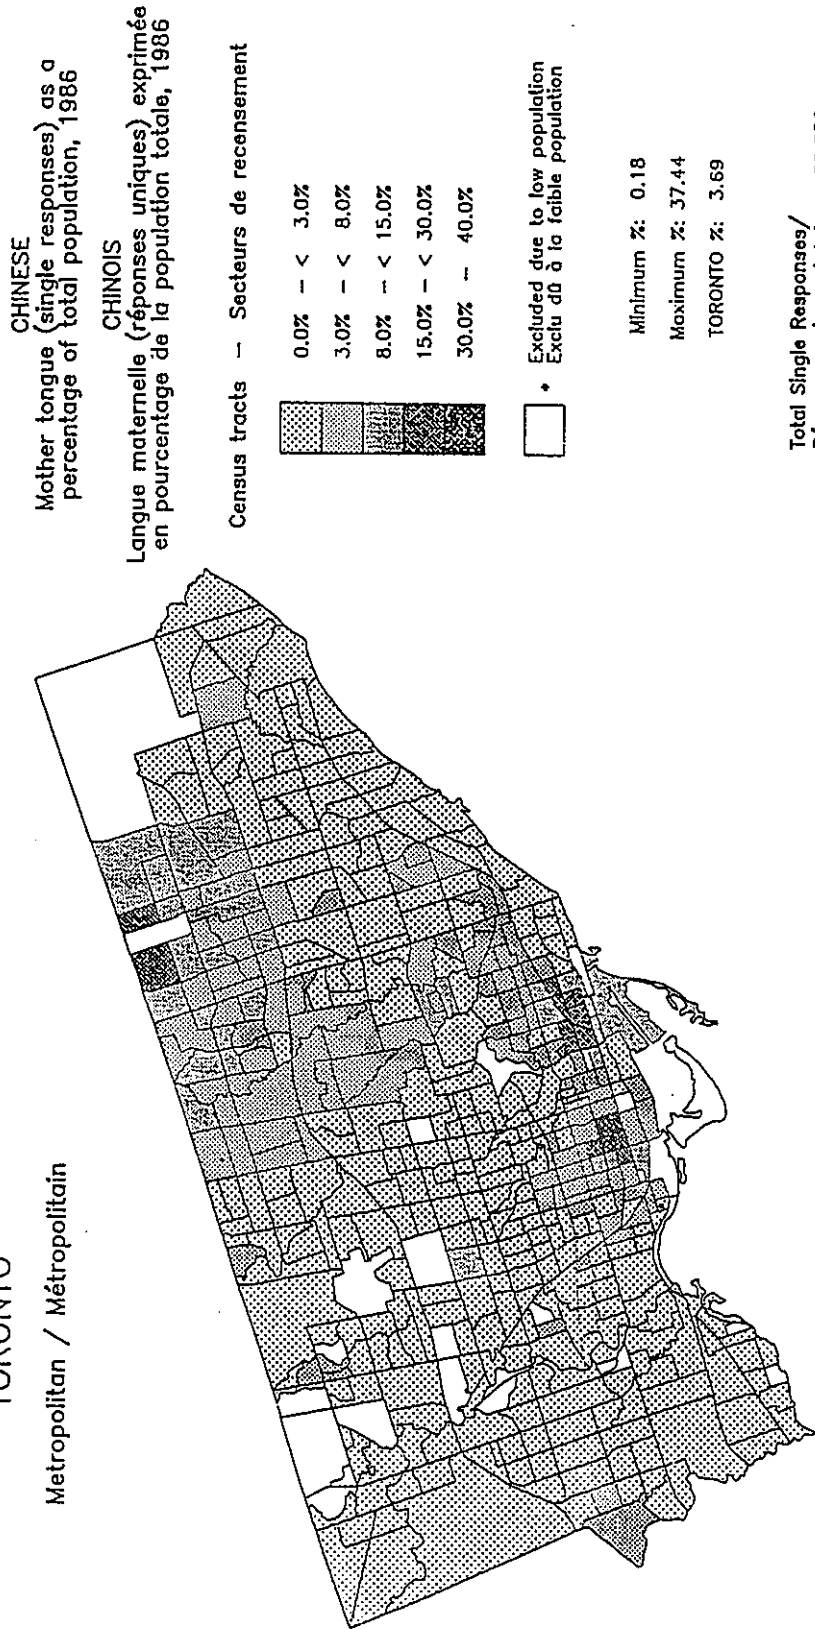 TORONTO
Metropolitan / Métropolitain
CHINESE
Mother tongue (single responses) as a
percentage of total population, 1986
CHINOIS
Langue maternelle (réponses uniques) exprimée
en pourcentage de la population totale, 1986
Census tracts – Secteurs de recensement
0.0% – < 3.0%
3.0% – < 8.0%
8.0% – < 15.0%
15.0% – < 30.0%
30.0% – 40.0%
* Excluded due to low population
Exclu dû à la faible population
Minimum %: 0.18
Maximum %: 37.44
TORONTO %: 3.69
Total Single Responses/